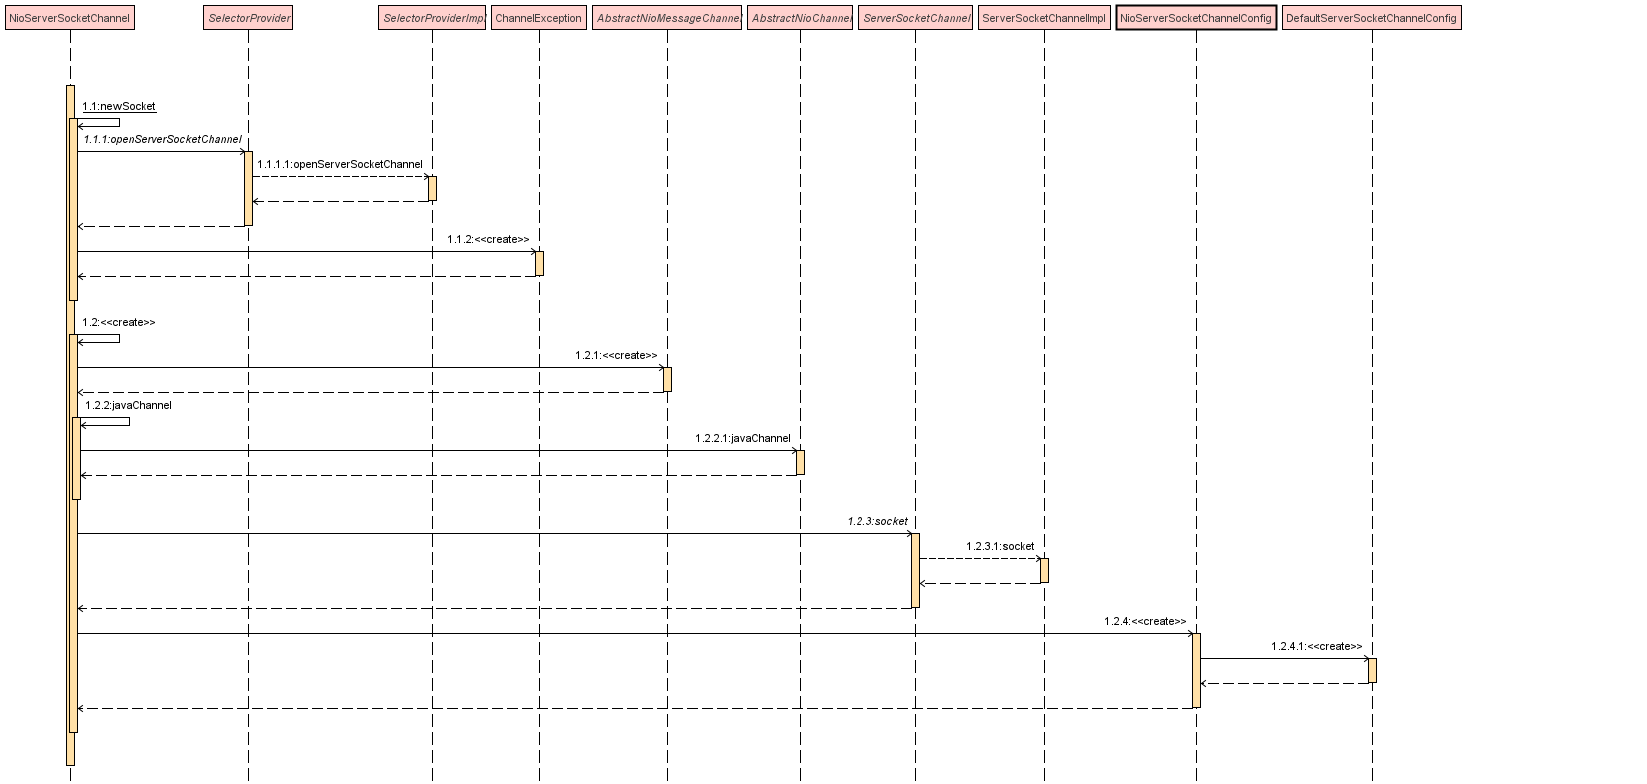 NioServerSocketChannel
SelectorProvider
SelectorProviderImpl
ChannelException
AbstractNioMessageChannel
AbstractNioChannel
ServerSocketChannel
ServerSocketChannelImpl
NioServerSocketChannelConfig
DefaultServerSocketChannelConfig
1.1:newSocket
1.1.1:openServerSocketChannel
1.1.1.1:openServerSocketChannel
1.1.2:<<create>>
1.2:<<create>>
1.2.1:<<create>>
1.2.2:javaChannel
1.2.2.1:javaChannel
1.2.3:socket
1.2.3.1:socket
1.2.4:<<create>>
1.2.4.1:<<create>>